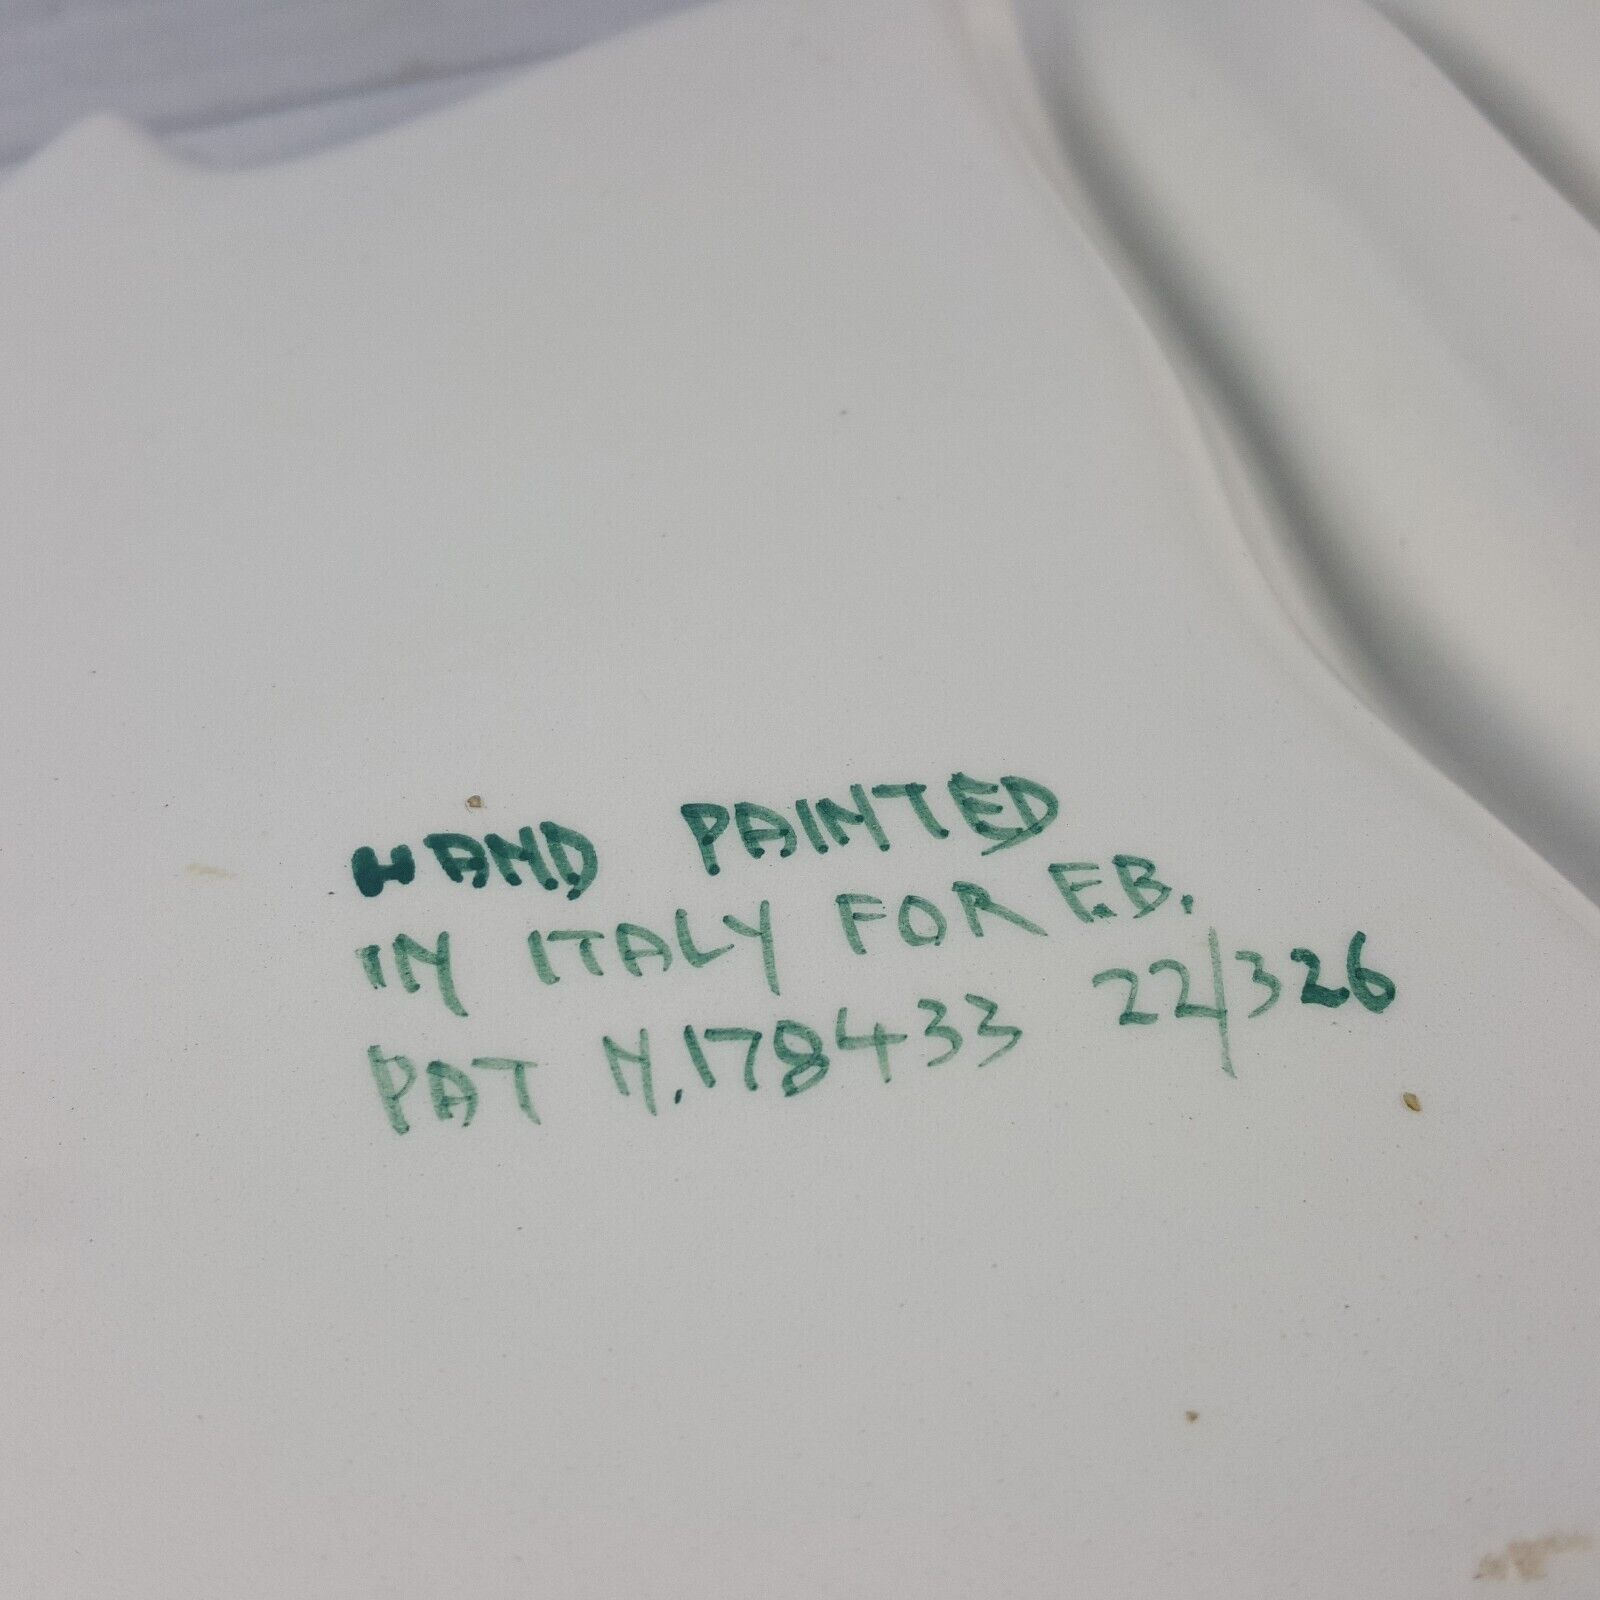 HAND PAINTED
IN ITALY FOR F.B.
PAT N.178433 22/326